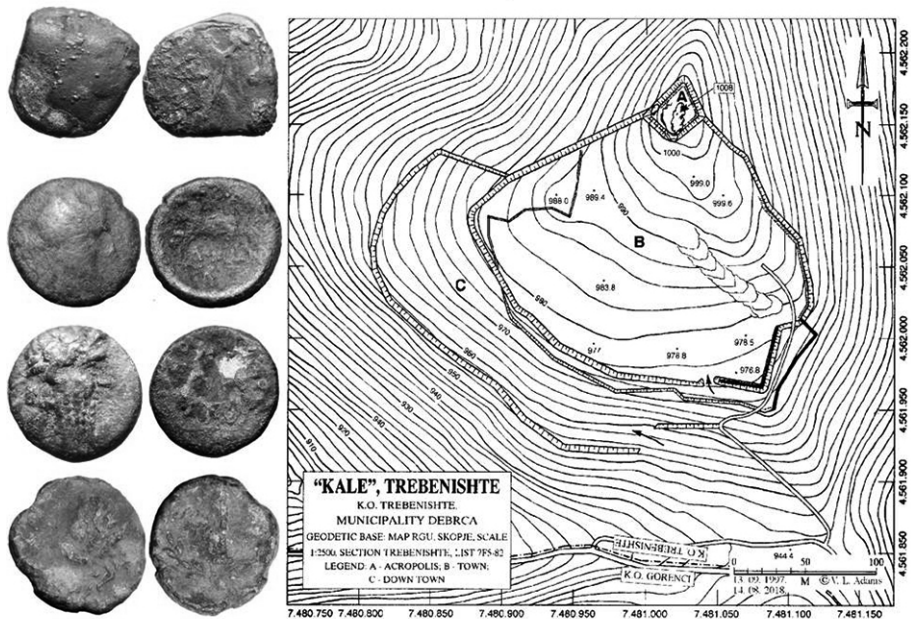 "KALE", TREBENISHTE
K.O. TREBENISHTE,
MUNICIPALITY DEBRCA
GEODETIC BASE: MAP RGU, SKOPJE, SCALE
1:2500, SECTION TREBENISHTE, LIST 7F5-82
LEGEND: A - ACROPOLIS; B - TOWN;
C - DOWN TOWN
A
1008
1000
999.0
999.6
988.0
989.4
990
B
983.8
C
980
970
977
978.8
978.5
976.8
960
950
940
930
940
920
910
N
K.O. TREBENISHTE
K.O. GORENCI
944.4
0 50 100
13. 09. 1997. M © V. L. Adams
14. 08. 2018.
4.562.200
4.562.150
4.562.100
4.562.050
4.562.000
4.561.950
4.561.900
4.561.850
7.480.750 7.480.800 7.480.850 7.480.900 7.480.950 7.481.000 7.481.050 7.481.100 7.481.150